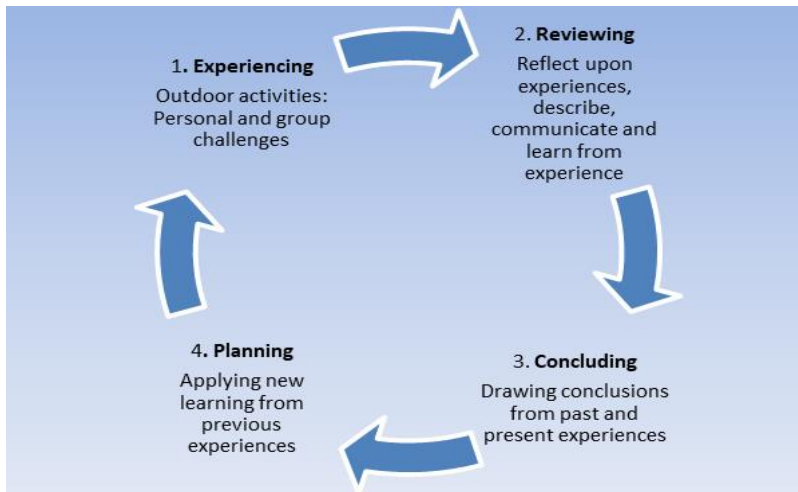 1. Experiencing
Outdoor activities:
Personal and group
challenges
2. Reviewing
Reflect upon
experiences,
describe,
communicate and
learn from
experience
3. Concluding
Drawing conclusions
from past and
present experiences
4. Planning
Applying new
learning from
previous
experiences